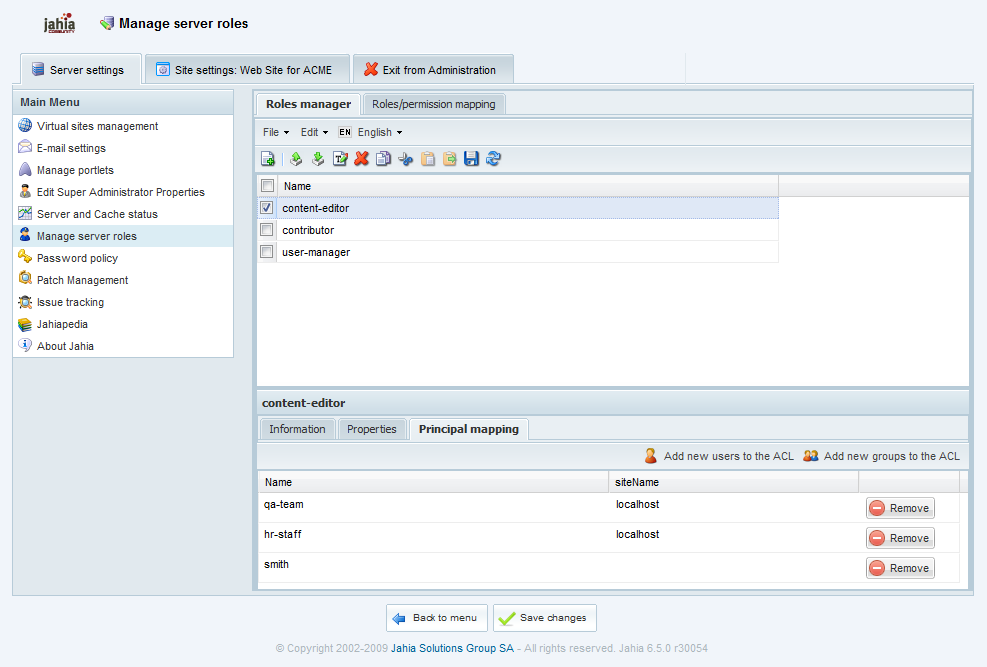 jahia
COMMUNITY
Manage server roles
Server settings
Site settings: Web Site for ACME
Exit from Administration
Main Menu
Virtual sites management
E-mail settings
Manage portlets
Edit Super Administrator Properties
Server and Cache status
Manage server roles
Password policy
Patch Management
Issue tracking
Jahiapedia
About Jahia
Roles manager
Roles/permission mapping
File Edit EN English
Name
content-editor
contributor
user-manager
content-editor
Information Properties Principal mapping
Add new users to the ACL Add new groups to the ACL
Name siteName
qa-team localhost Remove
hr-staff localhost Remove
smith Remove
Back to menu Save changes
© Copyright 2002-2009 Jahia Solutions Group SA - All rights reserved. Jahia 6.5.0 r30054